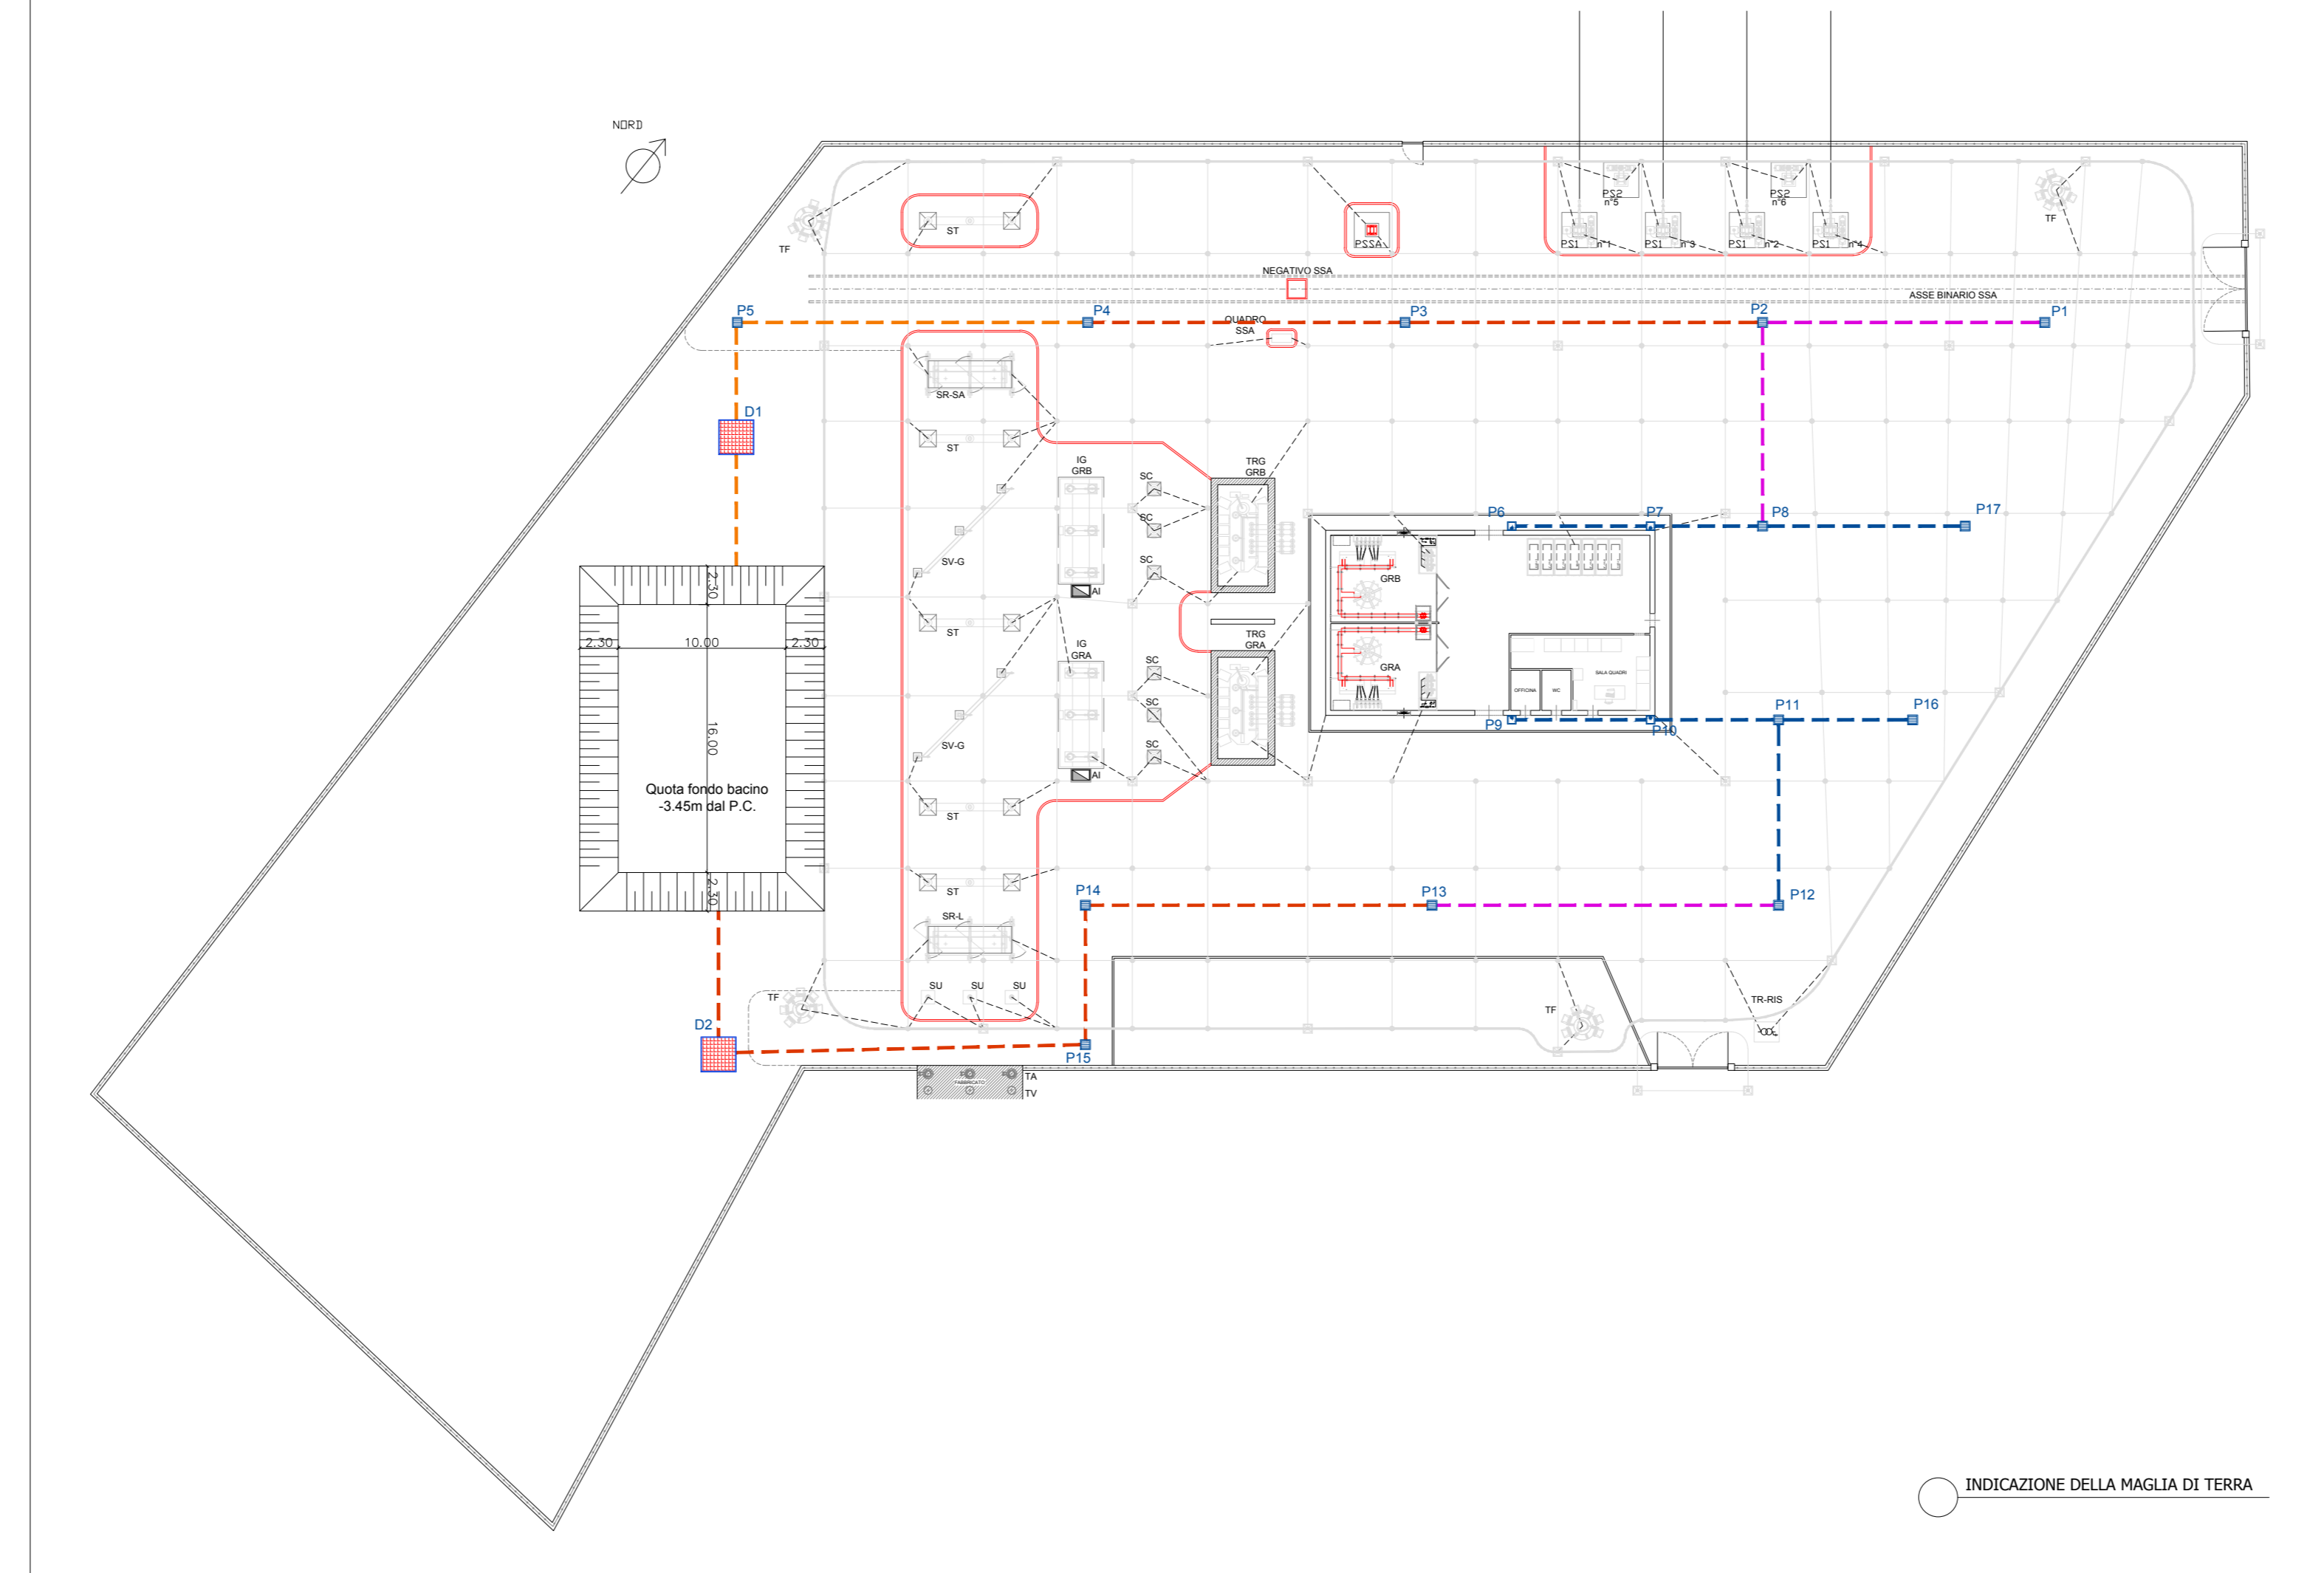 NORD
PS2
n°5
PS2
n°6
TF
ST
TF
PSSA
PS1 n°1
PS1 n°3
PS1 n°2
PS1 n°4
NEGATIVO SSA
ASSE BINARIO SSA
P5
P4
QUADRO
SSA
P3
P2
P1
D1
SR-SA
ST
IG
GRB
SC
TRG
GRB
SC
P6
P7
P8
P17
SV-G
SC
AI
GRB
2.30
ST
2.30
10.00
2.30
IG
GRA
TRG
GRA
SC
GRA
SALA QUADRI
OFFICINA
WC
SC
16.00
SV-G
SC
P9
P10
P11
P16
AI
Quota fondo bacino
-3.45m dal P.C.
ST
2.30
ST
P14
P13
P12
SR-L
SU
SU
SU
TF
TF
TR-RIS
D2
P15
FABBRICATO
TA
TV
INDICAZIONE DELLA MAGLIA DI TERRA